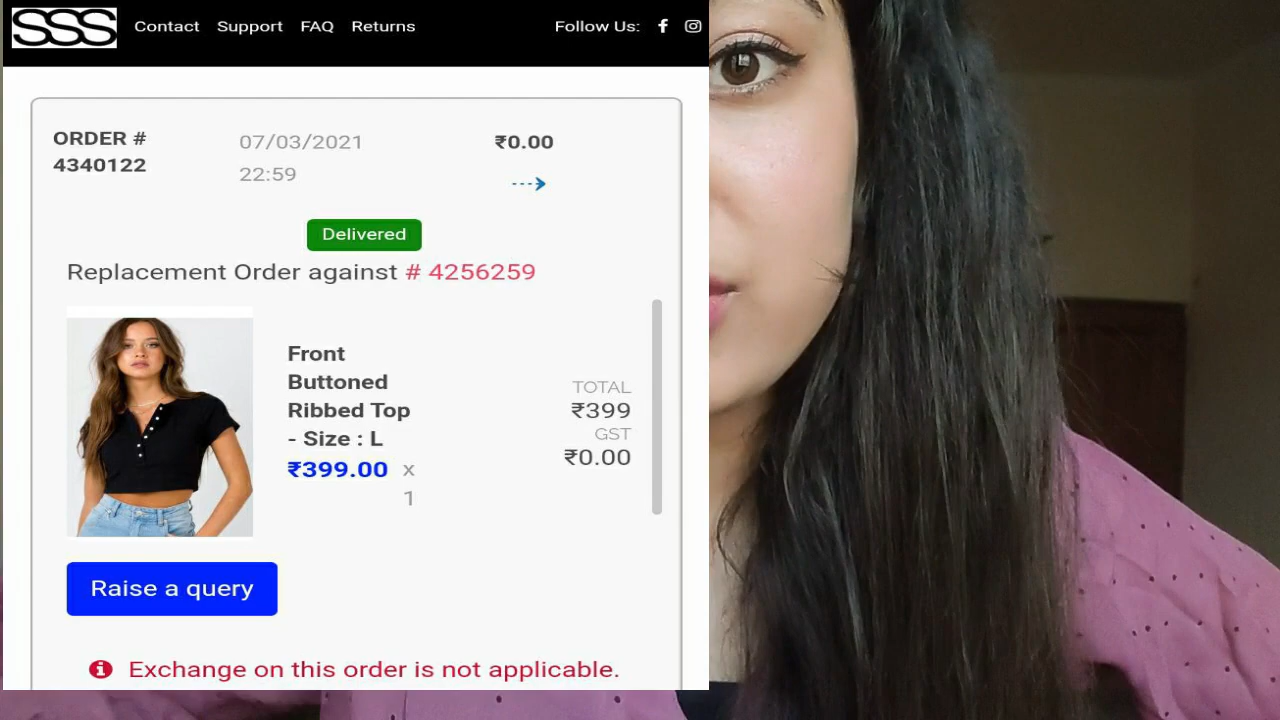 SSS Contact Support FAQ Returns Follow Us:
ORDER # 07/03/2021 ₹0.00
4340122 22:59
Delivered
Replacement Order against # 4256259
Front
Buttoned
Ribbed Top
- Size : L
₹399.00 x
1
TOTAL
₹399
GST
₹0.00
Raise a query
Exchange on this order is not applicable.